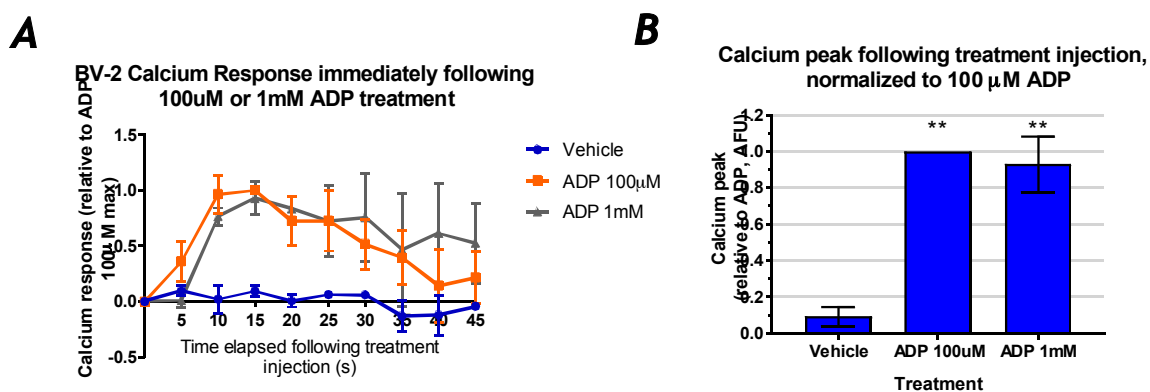 A
BV-2 Calcium Response immediately following
100uM or 1mM ADP treatment
Calcium response (relative to ADP
100μM max)
1.5
1.0
0.5
0.0
-0.5
5 10 15 20 25 30 35 40 45
Time elapsed following treatment
injection (s)
Vehicle
ADP 100μM
ADP 1mM
B
Calcium peak following treatment injection,
normalized to 100 μM ADP
Calcium peak
(relative to ADP, AFU)
1.2
1.0
0.8
0.6
0.4
0.2
0.0
** **
Vehicle ADP 100uM ADP 1mM
Treatment